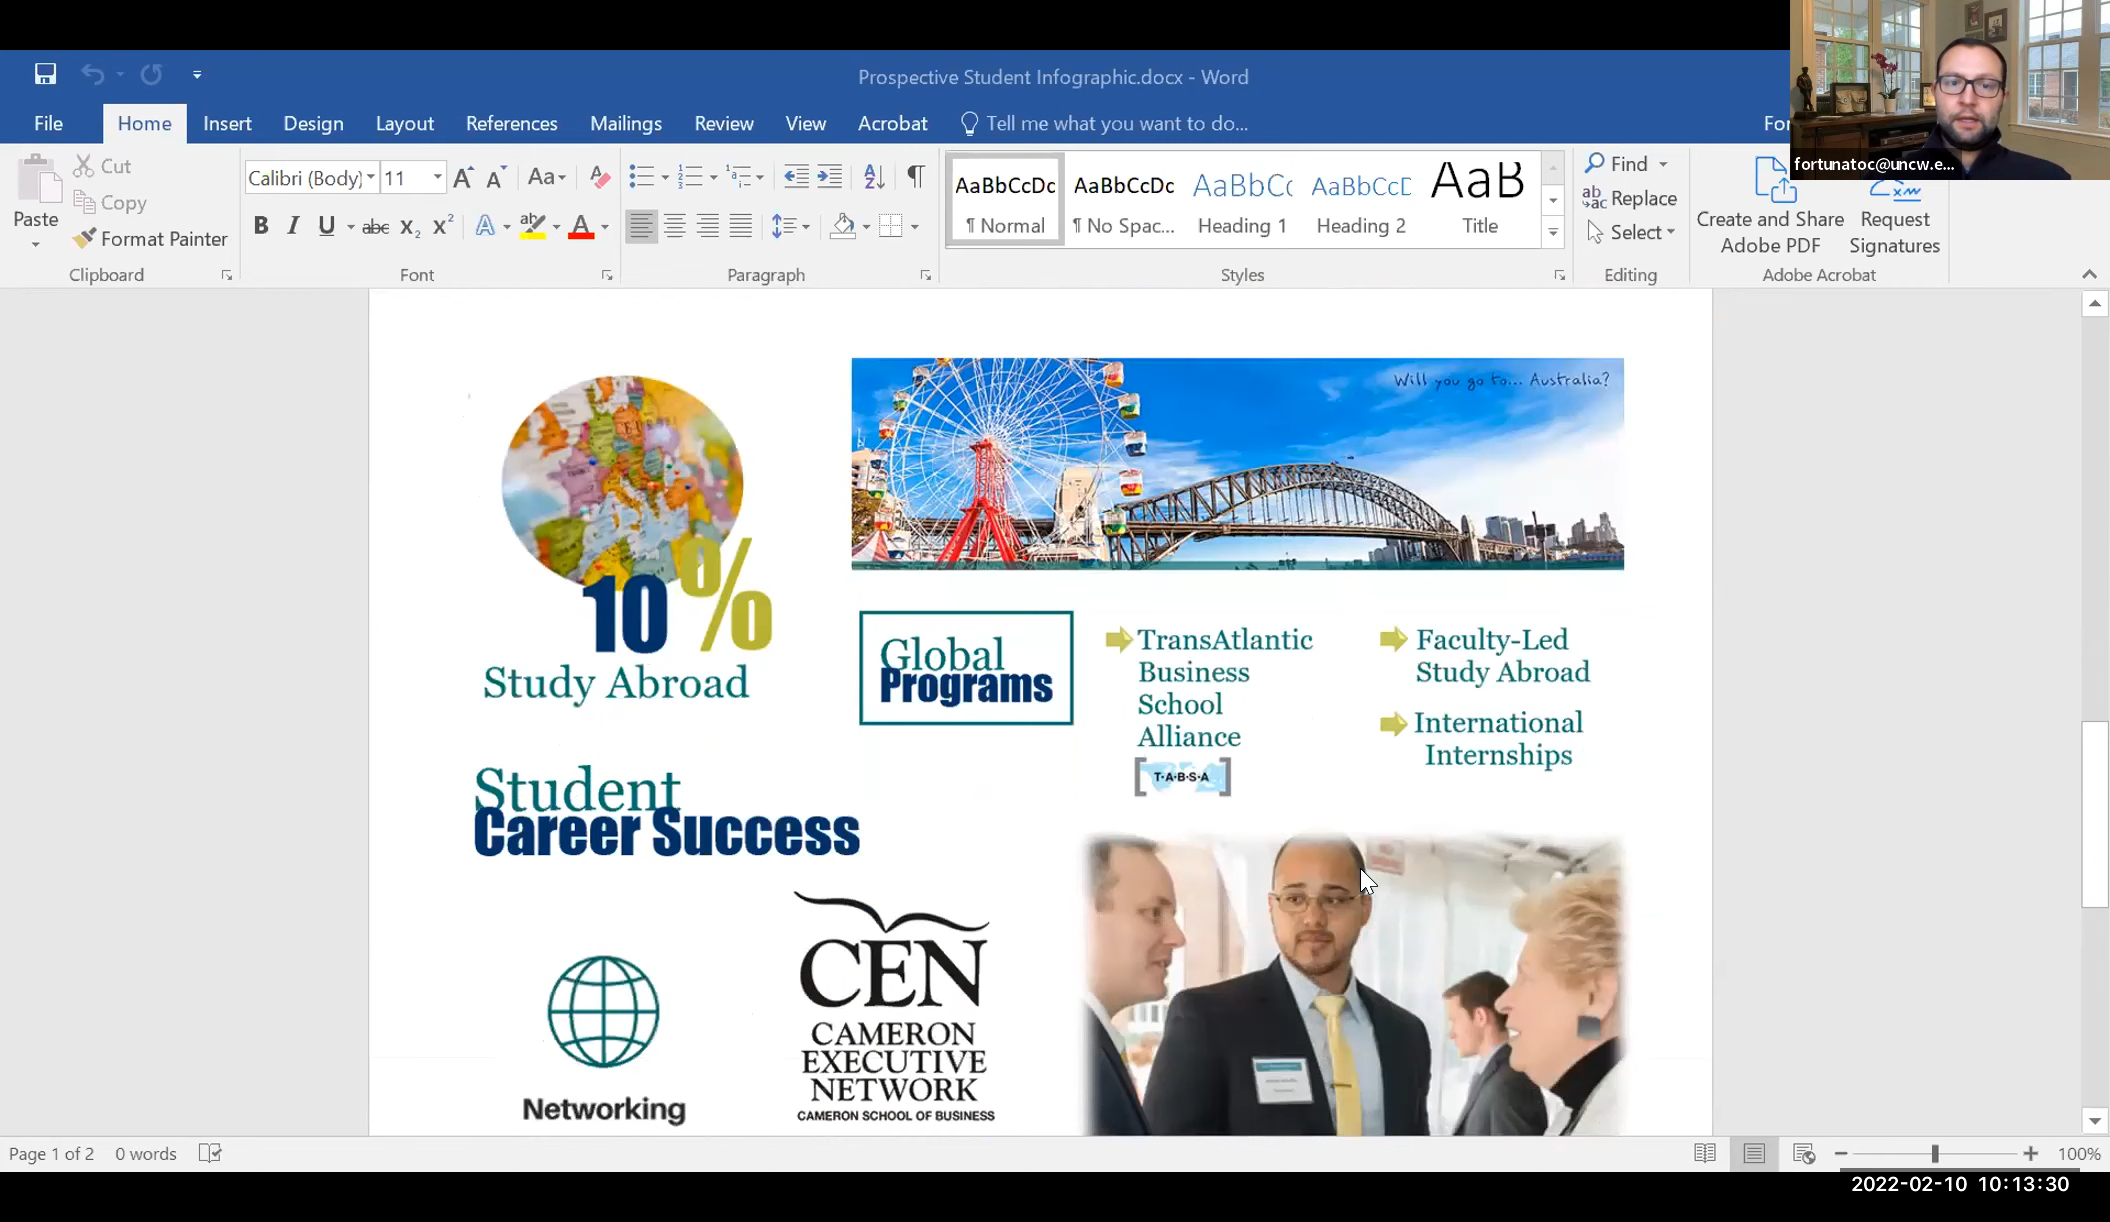 Prospective Student Infographic.docx - Word
File Home Insert Design Layout References Mailings Review View Acrobat Tell me what you want to do...
fortunatoc@uncw.e...
Cut
Copy
Paste
Format Painter
Clipboard
Calibri (Body) 11
Font
Paragraph
AaBbCcDc AaBbCcDc AaBbCc AaBbCcD AaB
¶ Normal ¶ No Spac... Heading 1 Heading 2 Title
Styles
Find
Replace
Select
Editing
Create and Share
Adobe PDF
Request
Signatures
Adobe Acrobat
Will you go to... Australia?
10%
Study Abroad
Global
Programs
TransAtlantic
Business
School
Alliance
T·A·B·S·A
Faculty-Led
Study Abroad
International
Internships
Student
Career Success
Networking
CEN
CAMERON
EXECUTIVE
NETWORK
CAMERON SCHOOL OF BUSINESS
Page 1 of 2 0 words
100%
2022-02-10 10:13:30